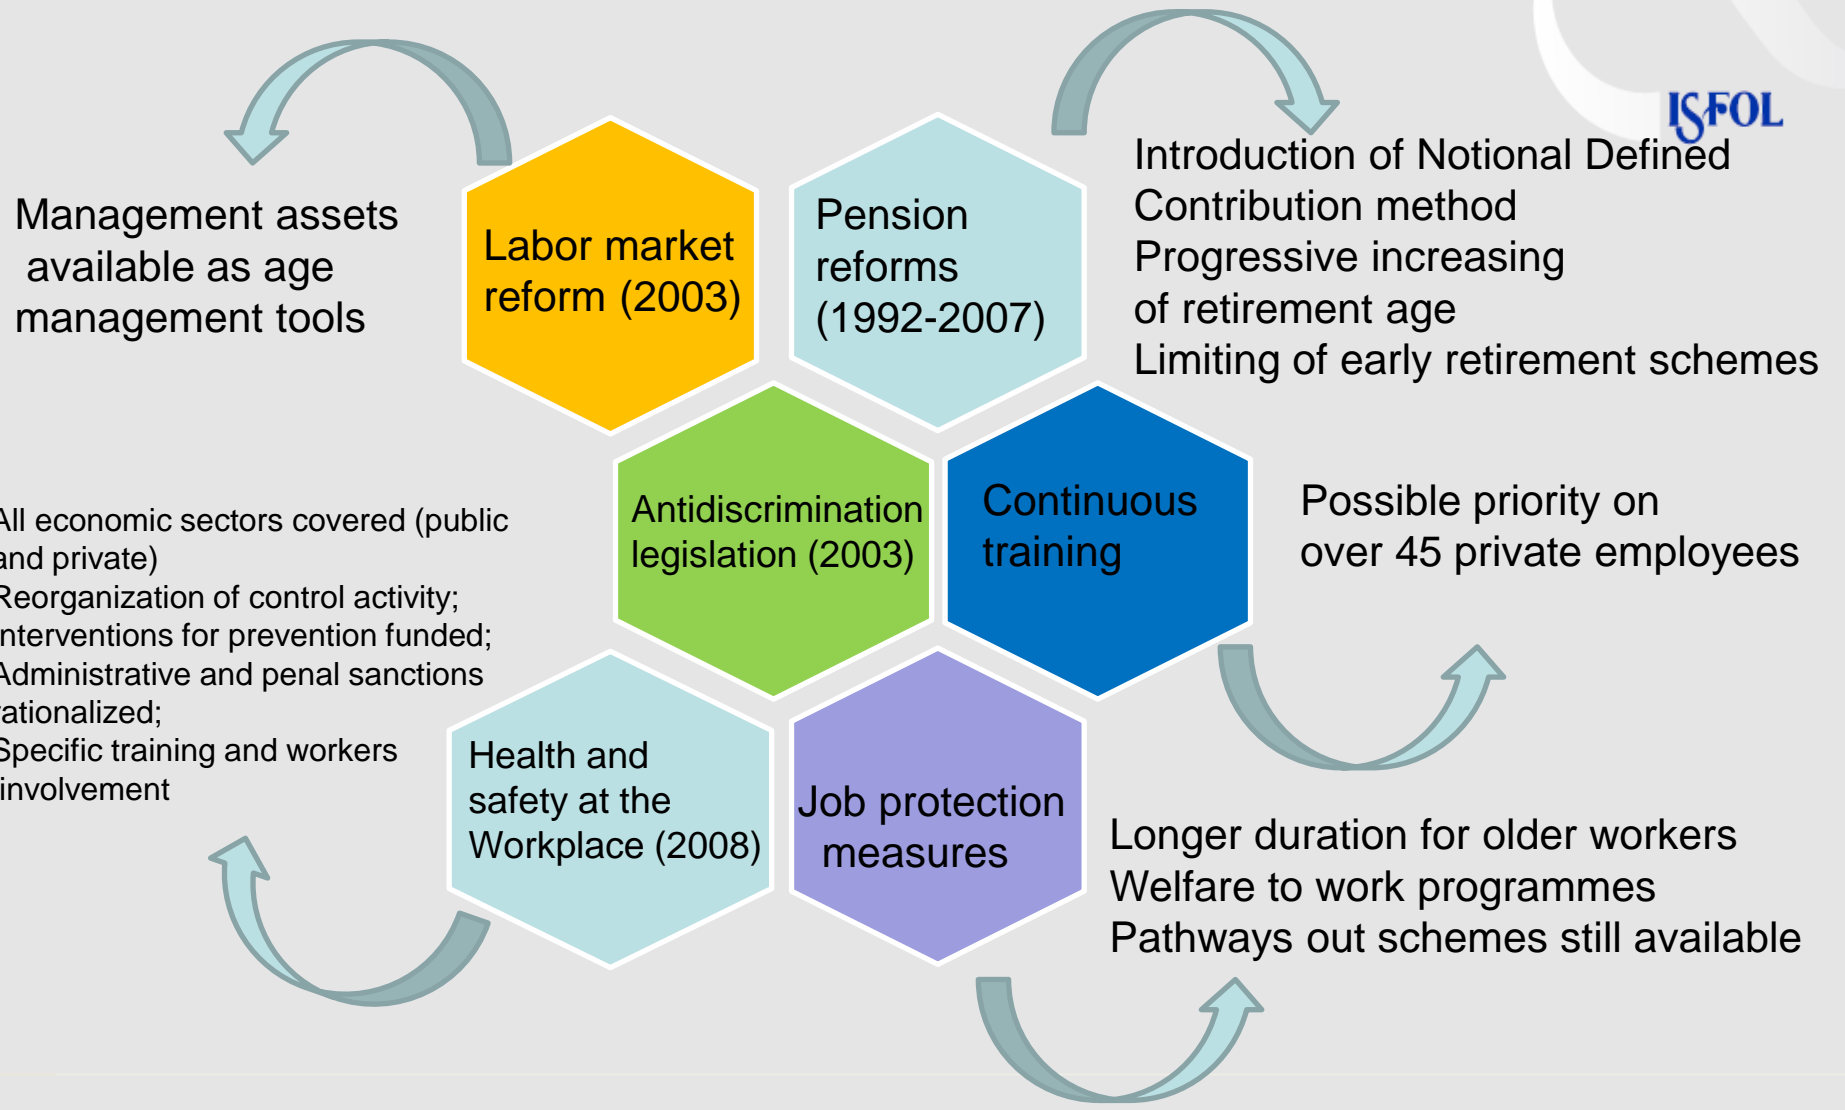 ISFOL
Management assets
available as age
management tools
Labor market
reform (2003)
Pension
reforms
(1992-2007)
Introduction of Notional Defined
Contribution method
Progressive increasing
of retirement age
Limiting of early retirement schemes
All economic sectors covered (public
and private)
Reorganization of control activity;
interventions for prevention funded;
Administrative and penal sanctions
rationalized;
Specific training and workers
involvement
Antidiscrimination
legislation (2003)
Continuous
training
Possible priority on
over 45 private employees
Health and
safety at the
Workplace (2008)
Job protection
measures
Longer duration for older workers
Welfare to work programmes
Pathways out schemes still available